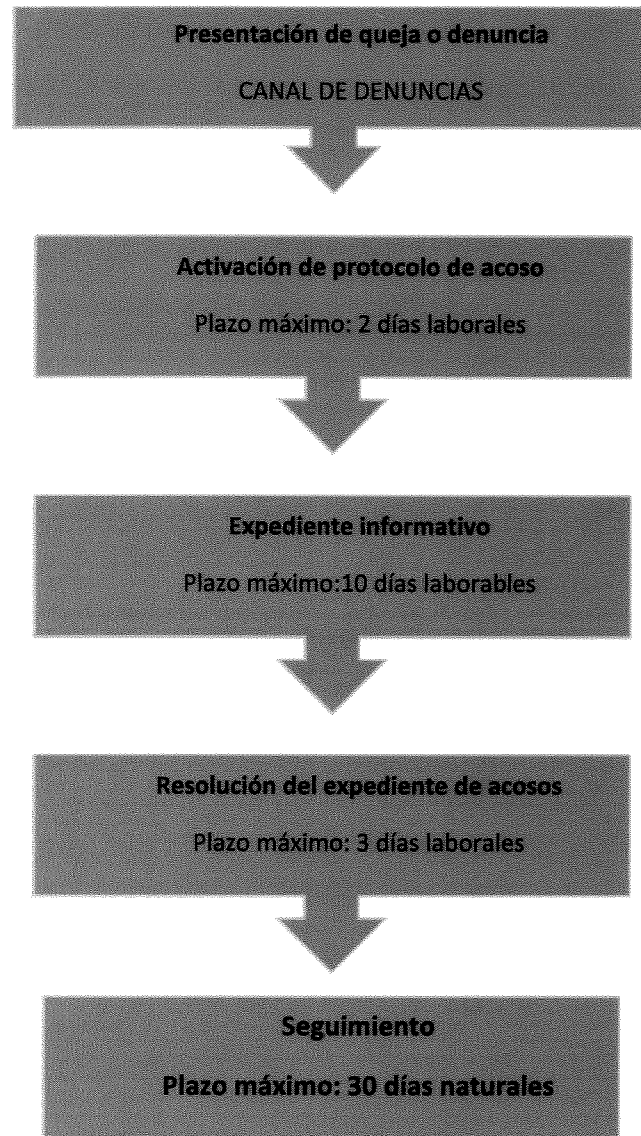 Presentación de queja o denuncia
CANAL DE DENUNCIAS
Activación de protocolo de acoso
Plazo máximo: 2 días laborales
Expediente informativo
Plazo máximo:10 días laborables
Resolución del expediente de acosos
Plazo máximo: 3 días laborales
Seguimiento
Plazo máximo: 30 días naturales